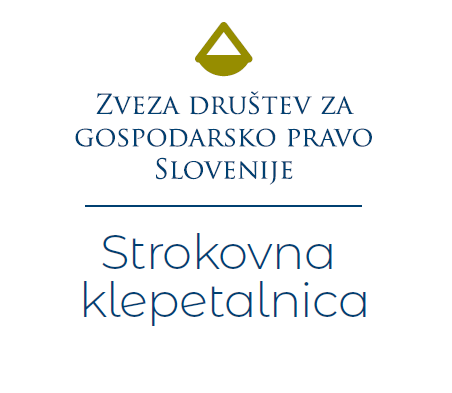 Zveza društev za
gospodarsko pravo
Slovenije
Strokovna
klepetalnica